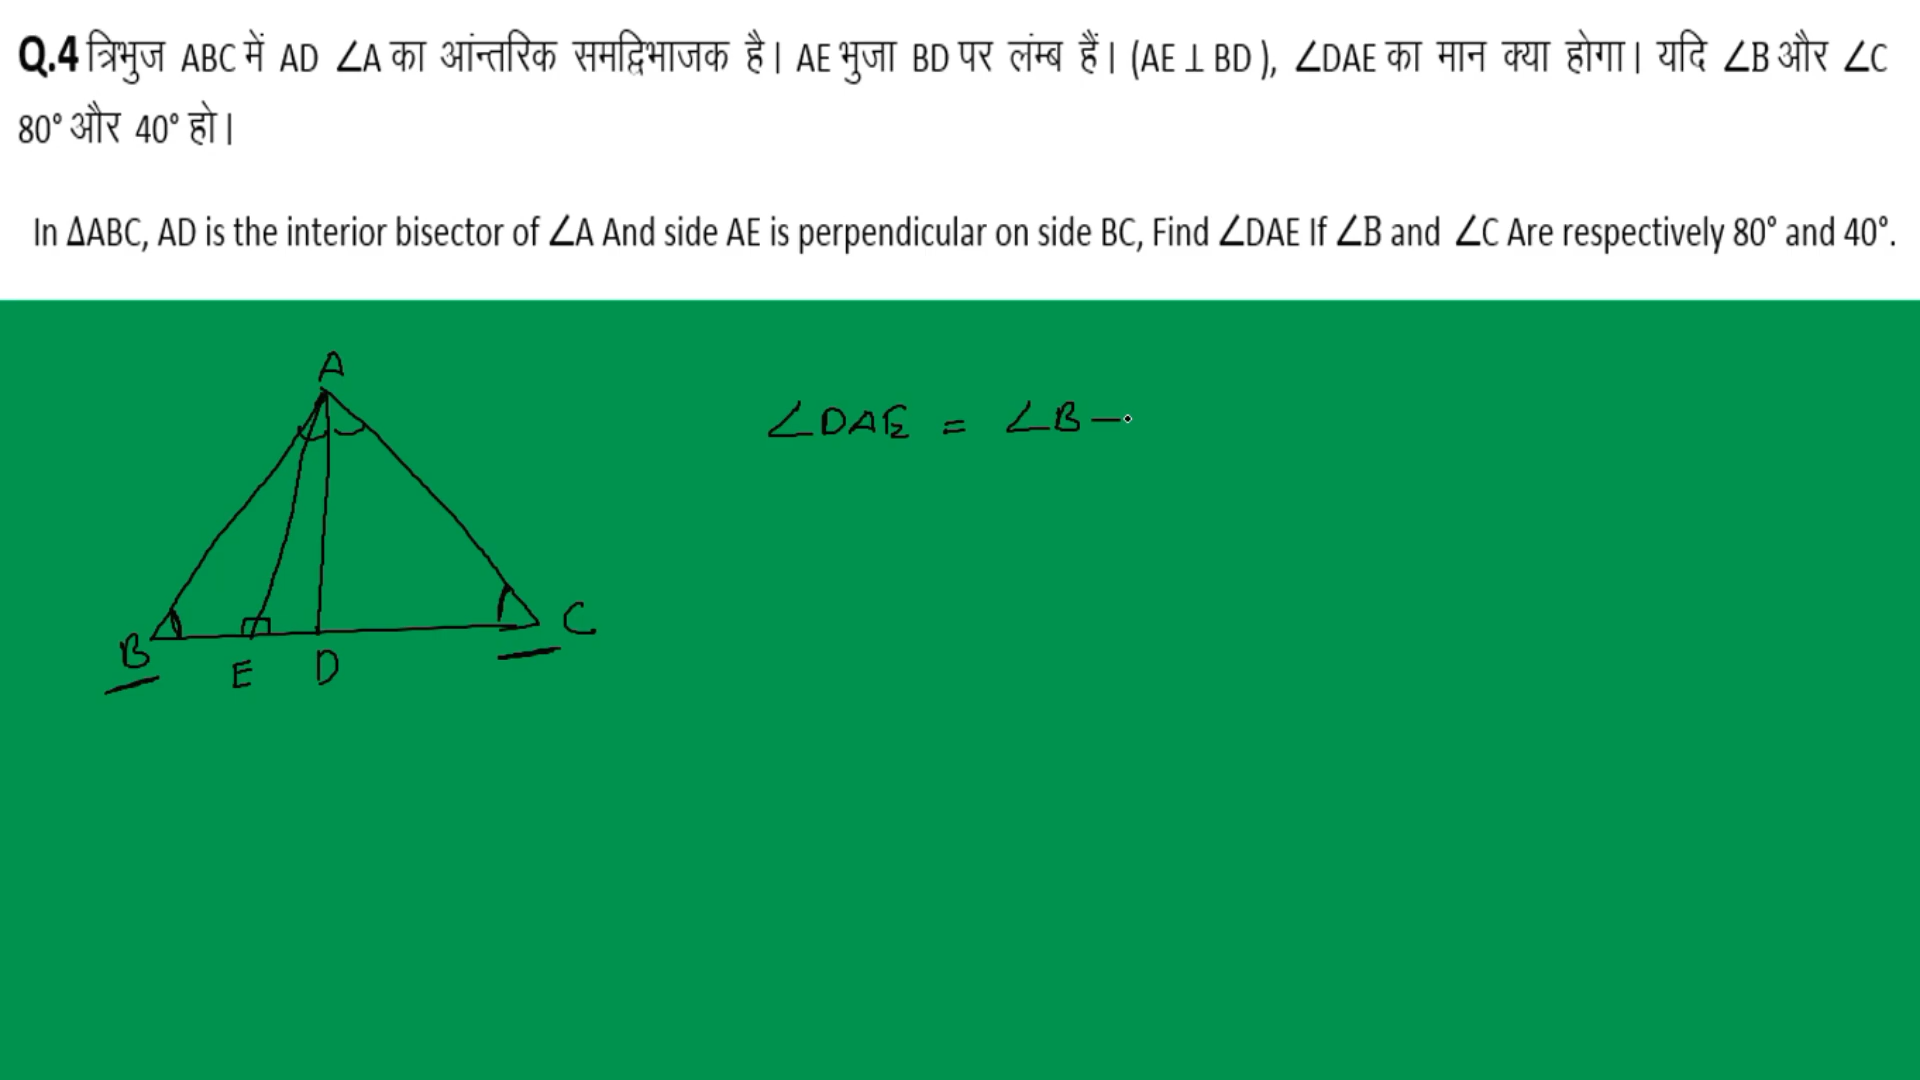 Q.4 त्रिभुज ABC में AD ∠A का आंन्तरिक समद्विभाजक है। AE भुजा BD पर लंम्ब हैं। (AE ⊥ BD ), ∠DAE का मान क्या होगा। यदि ∠B और ∠C
80° और 40° हो।
In ∆ABC, AD is the interior bisector of ∠A And side AE is perpendicular on side BC, Find ∠DAE If ∠B and ∠C Are respectively 80° and 40°.
A
∠DAE = ∠B –
B
E
D
C